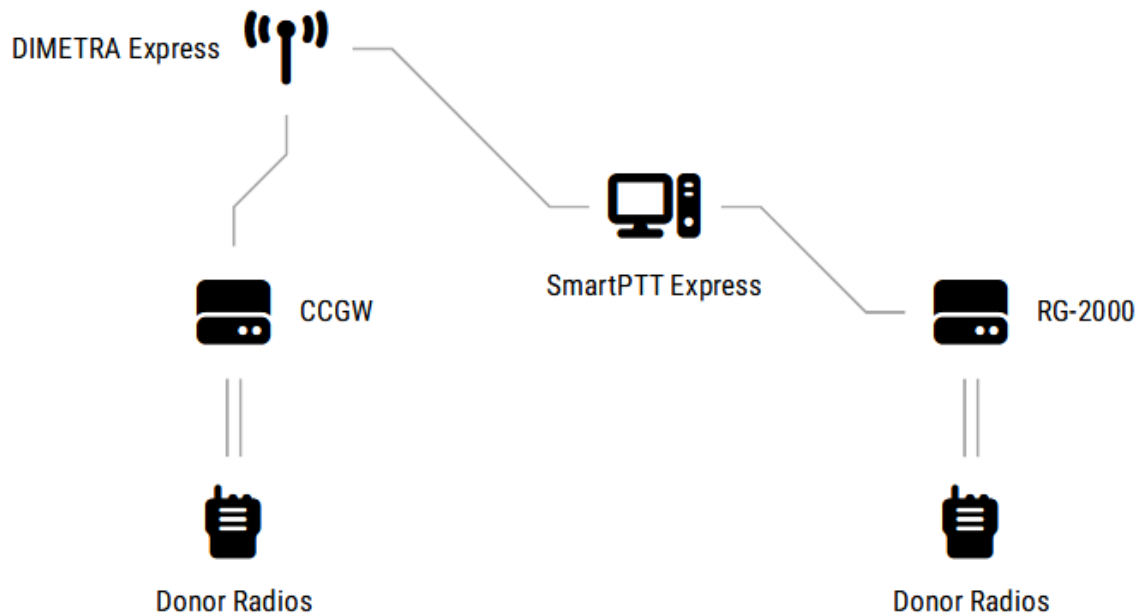 DIMETRA Express
SmartPTT Express
CCGW
RG-2000
Donor Radios
Donor Radios